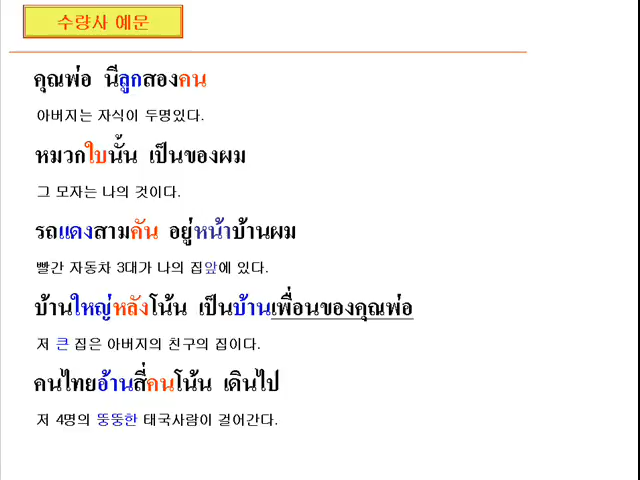 수량사 예문
คุณพ่อ นีลูกสองคน
아버지는 자식이 두명있다.
หมวกใบนั้น เป็นของผม
그 모자는 나의 것이다.
รถแดงสามคัน อยู่หน้าบ้านผม
빨간 자동차 3대가 나의 집앞에 있다.
บ้านใหญ่หลังโน้น เป็นบ้านเพื่อนของคุณพ่อ
저 큰 집은 아버지의 친구의 집이다.
คนไทยอ้านสี่คนโน้น เดินไป
저 4명의 뚱뚱한 태국사람이 걸어간다.